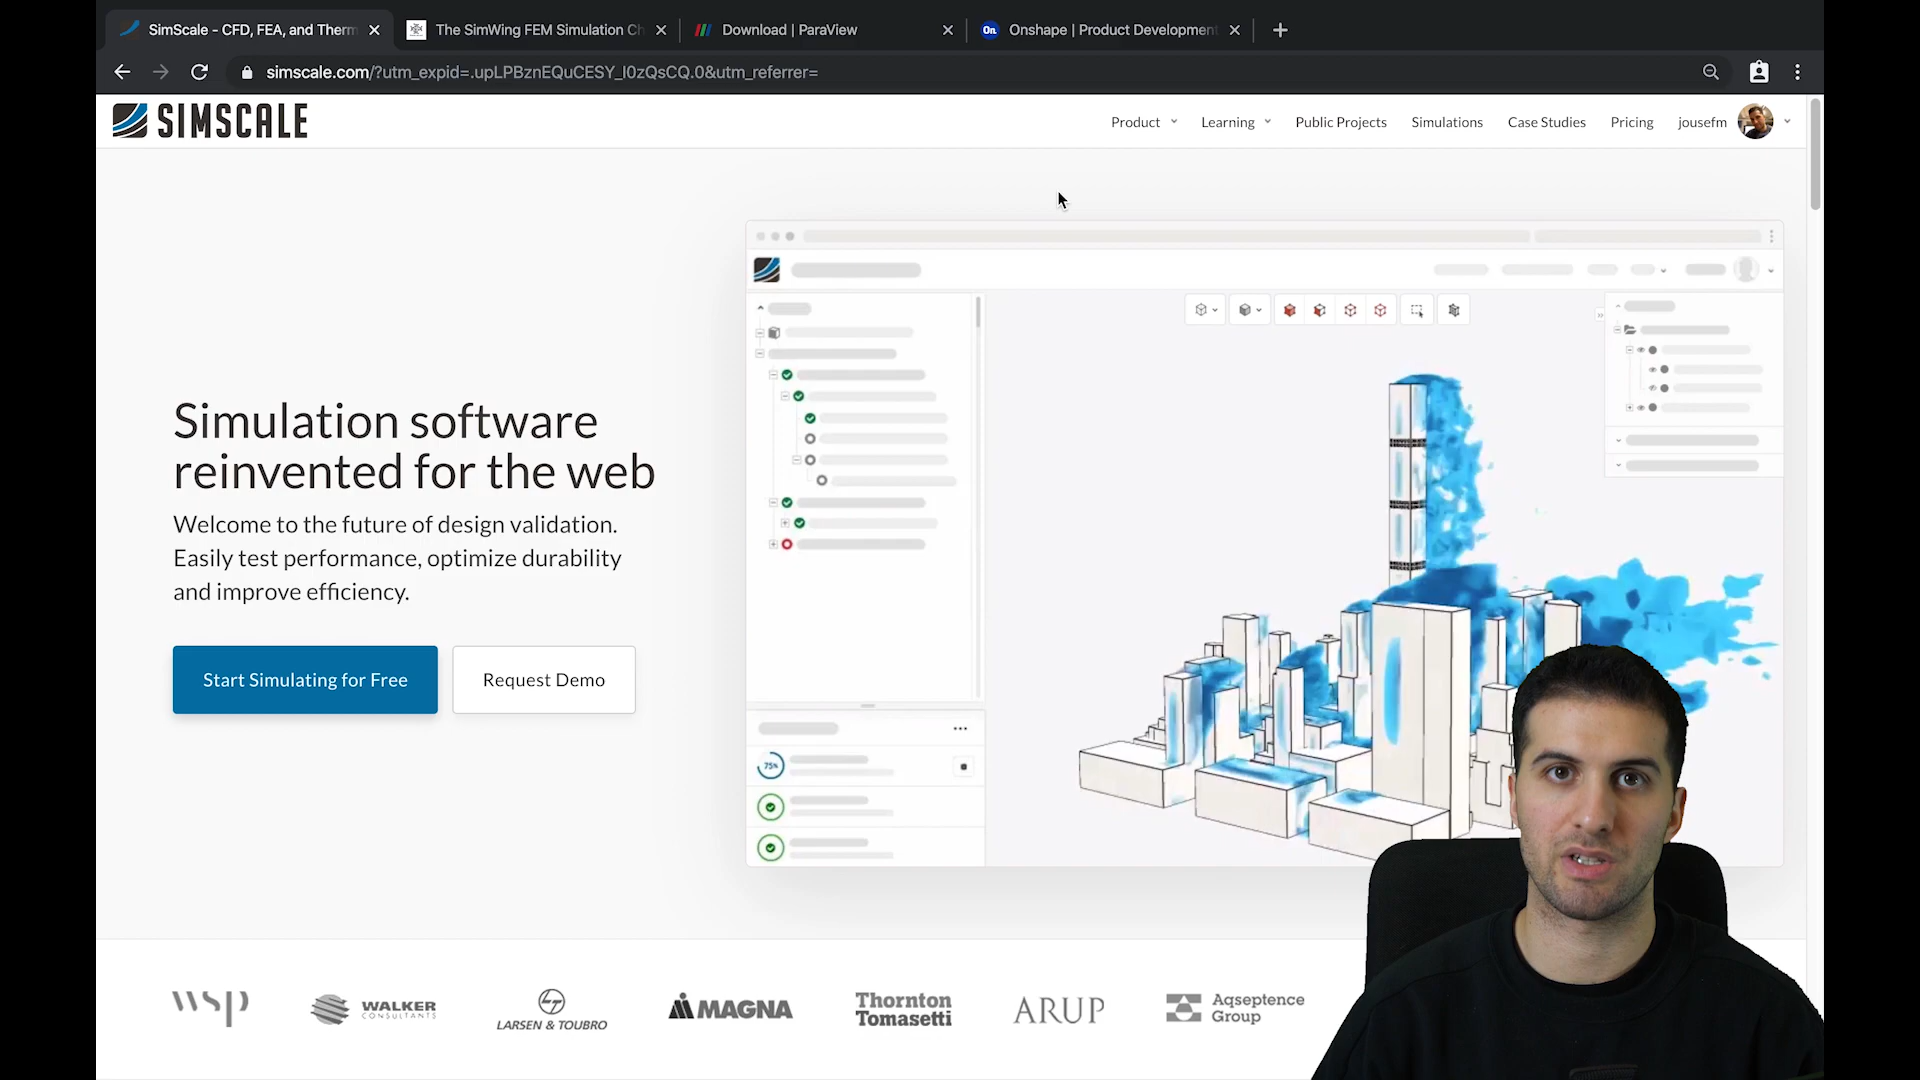 SimScale - CFD, FEA, and Therm
The SimWing FEM Simulation Ch
Download | ParaView
On.
Onshape | Product Development
simscale.com/?utm_expid=.upLPBznEQuCESY_l0zQsCQ.0&utm_referrer=
SIMSCALE
Product
Learning
Public Projects
Simulations
Case Studies
Pricing
jousefm
Simulation software
reinvented for the web
Welcome to the future of design validation.
Easily test performance, optimize durability
and improve efficiency.
Start Simulating for Free
Request Demo
75%
wsp
WALKER
CONSULTANTS
LARSEN & TOUBRO
MAGNA
Thornton
Tomasetti
ARUP
Aqseptence
Group